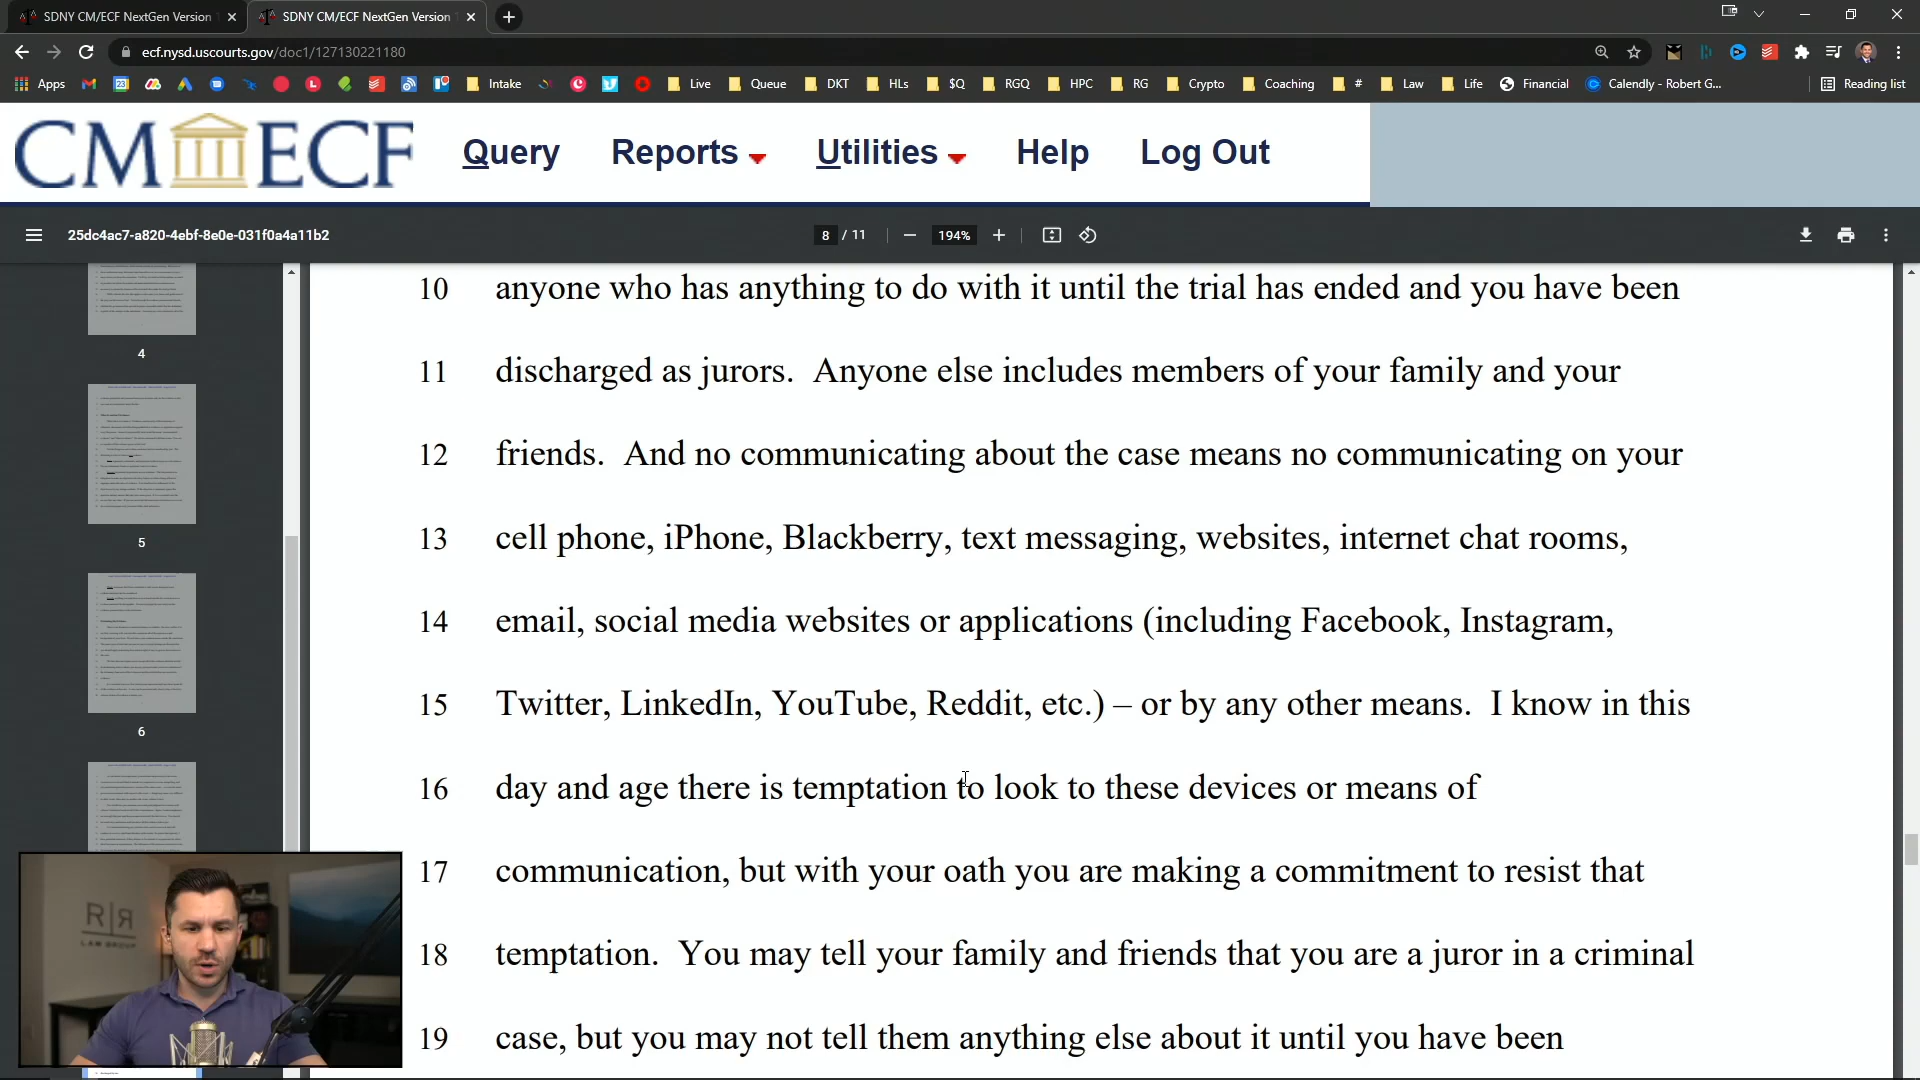 SDNY CM/ECF NextGen Version
SDNY CM/ECF NextGen Version
ecf.nysd.uscourts.gov/doc1/127130221180
Apps
Intake
Live
Queue
DKT
HLs
$Q
RGQ
HPC
RG
Crypto
Coaching
#
Law
Life
Financial
Calendly - Robert G...
Reading list
CM ECF
Query
Reports
Utilities
Help
Log Out
25dc4ac7-a820-4ebf-8e0e-031f0a4a11b2
8 / 11
194%
4
5
6
10 anyone who has anything to do with it until the trial has ended and you have been
11 discharged as jurors. Anyone else includes members of your family and your
12 friends. And no communicating about the case means no communicating on your
13 cell phone, iPhone, Blackberry, text messaging, websites, internet chat rooms,
14 email, social media websites or applications (including Facebook, Instagram,
15 Twitter, LinkedIn, YouTube, Reddit, etc.) – or by any other means. I know in this
16 day and age there is temptation to look to these devices or means of
17 communication, but with your oath you are making a commitment to resist that
18 temptation. You may tell your family and friends that you are a juror in a criminal
19 case, but you may not tell them anything else about it until you have been
R|R
LAW GROUP